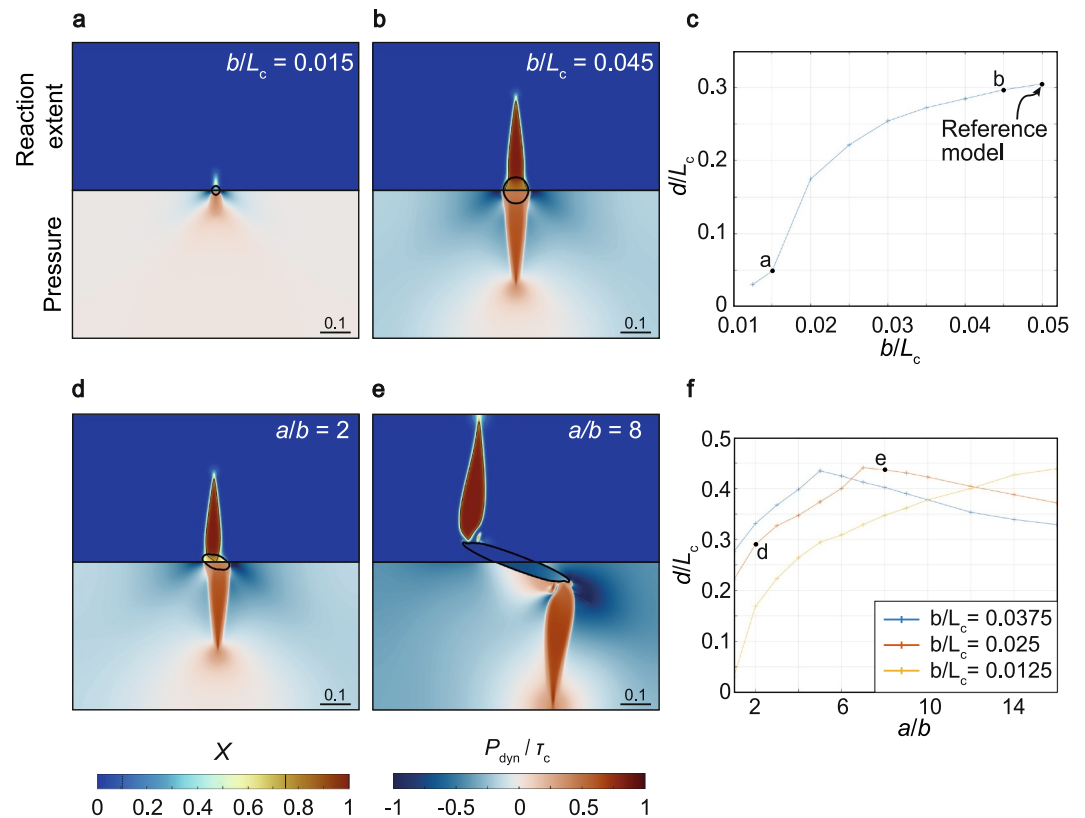 a
b/Lc = 0.015
Reaction extent
Pressure
0.1
b
b/Lc = 0.045
0.1
c
d/Lc
0.3
0.2
0.1
0
a
b
Reference
model
0.01 0.02 0.03 0.04 0.05
b/Lc
d
a/b = 2
0.1
e
a/b = 8
0.1
f
d/Lc
0.5
0.4
0.3
0.2
0.1
0
d
e
b/Lc= 0.0375
b/Lc= 0.025
b/Lc= 0.0125
2 6 10 14
a/b
X
0 0.2 0.4 0.6 0.8 1
Pdyn / τc
-1 -0.5 0 0.5 1